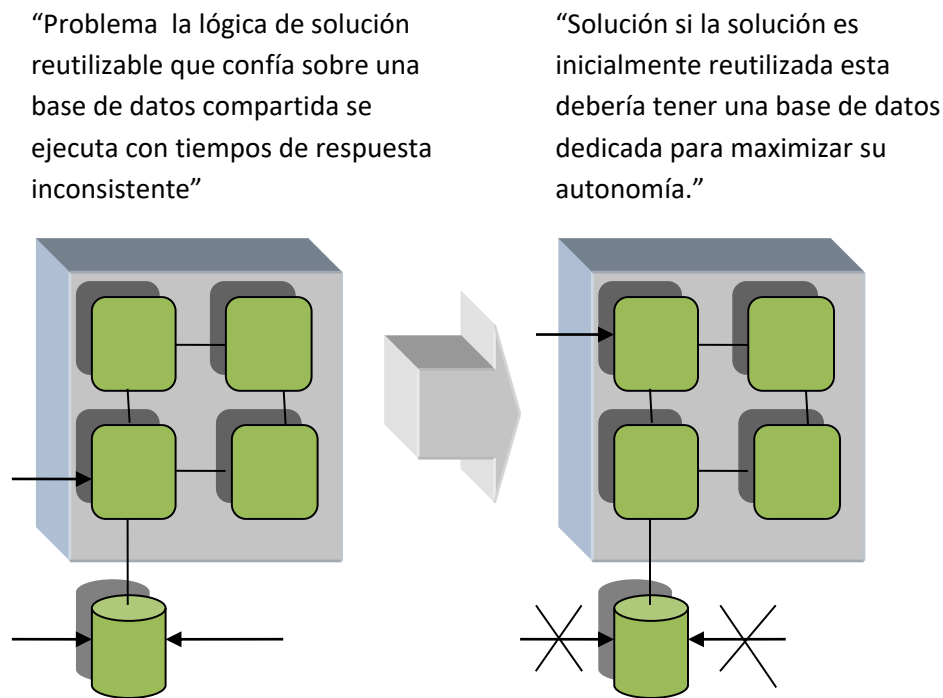 “Problema  la lógica de solución
reutilizable que confía sobre una
base de datos compartida se
ejecuta con tiempos de respuesta
inconsistente”
“Solución si la solución es
inicialmente reutilizada esta
debería tener una base de datos
dedicada para maximizar su
autonomía.”